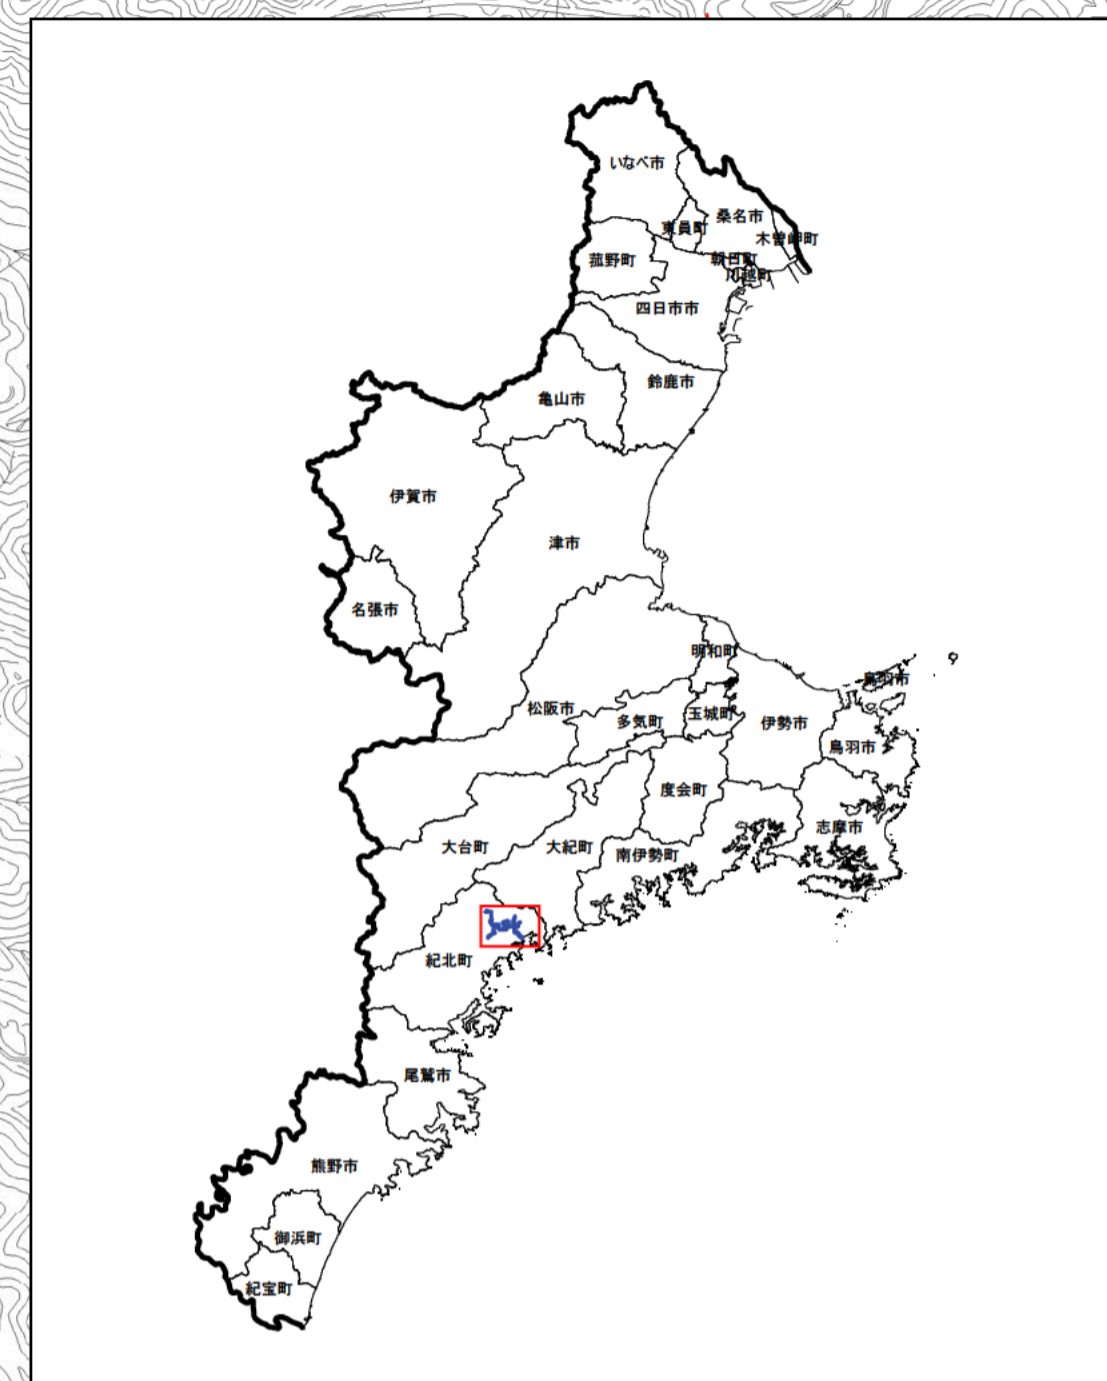 いなべ市
桑名市
東員町
木曽岬町
菰野町
朝日町
川越町
四日市市
鈴鹿市
亀山市
伊賀市
津市
名張市
明和町
鳥羽市
松阪市
多気町
玉城町
伊勢市
鳥羽市
度会町
志摩市
大台町
大紀町
南伊勢町
紀北町
尾鷲市
熊野市
御浜町
紀宝町